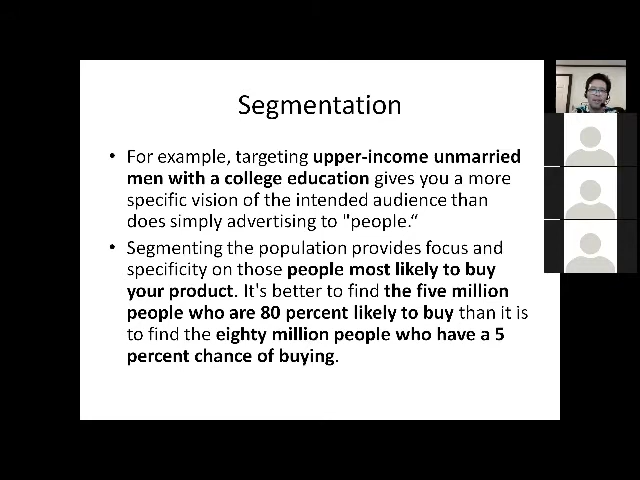 Segmentation
• For example, targeting upper-income unmarried
men with a college education gives you a more
specific vision of the intended audience than
does simply advertising to "people.“
• Segmenting the population provides focus and
specificity on those people most likely to buy
your product. It's better to find the five million
people who are 80 percent likely to buy than it is
to find the eighty million people who have a 5
percent chance of buying.